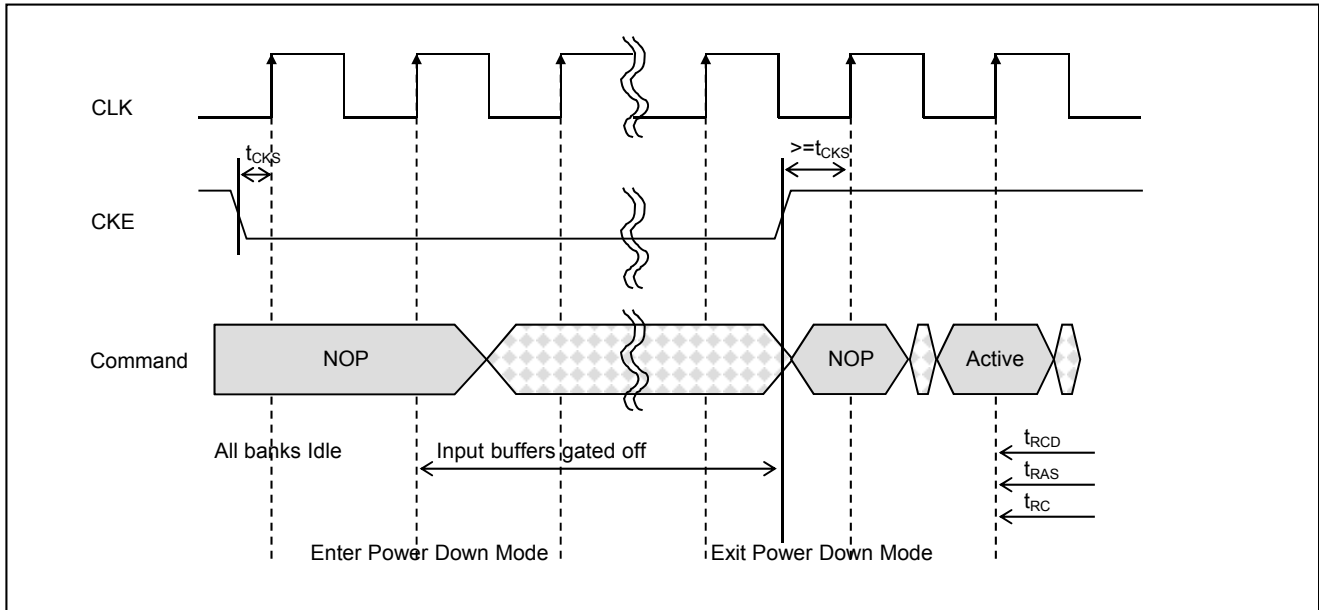 CLK
tCKS
>=tCKS
CKE
Command
NOP
NOP
Active
All banks Idle
Input buffers gated off
tRCD
tRAS
tRC
Enter Power Down Mode
Exit Power Down Mode